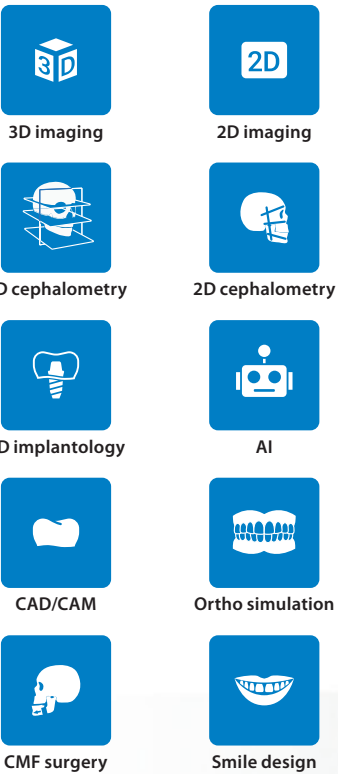 3D
2D
3D imaging
2D imaging
D cephalometry
2D cephalometry
D implantology
AI
CAD/CAM
Ortho simulation
CMF surgery
Smile design